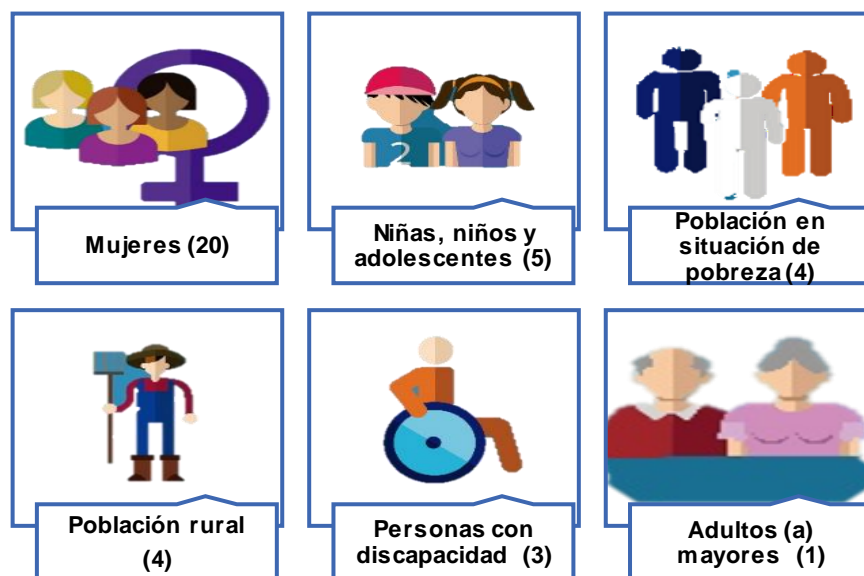 Mujeres (20)
Niñas, niños y
adolescentes (5)
Población en
situación de
pobreza (4)
2
Población rural
(4)
Personas con
discapacidad (3)
Adultos (a)
mayores (1)